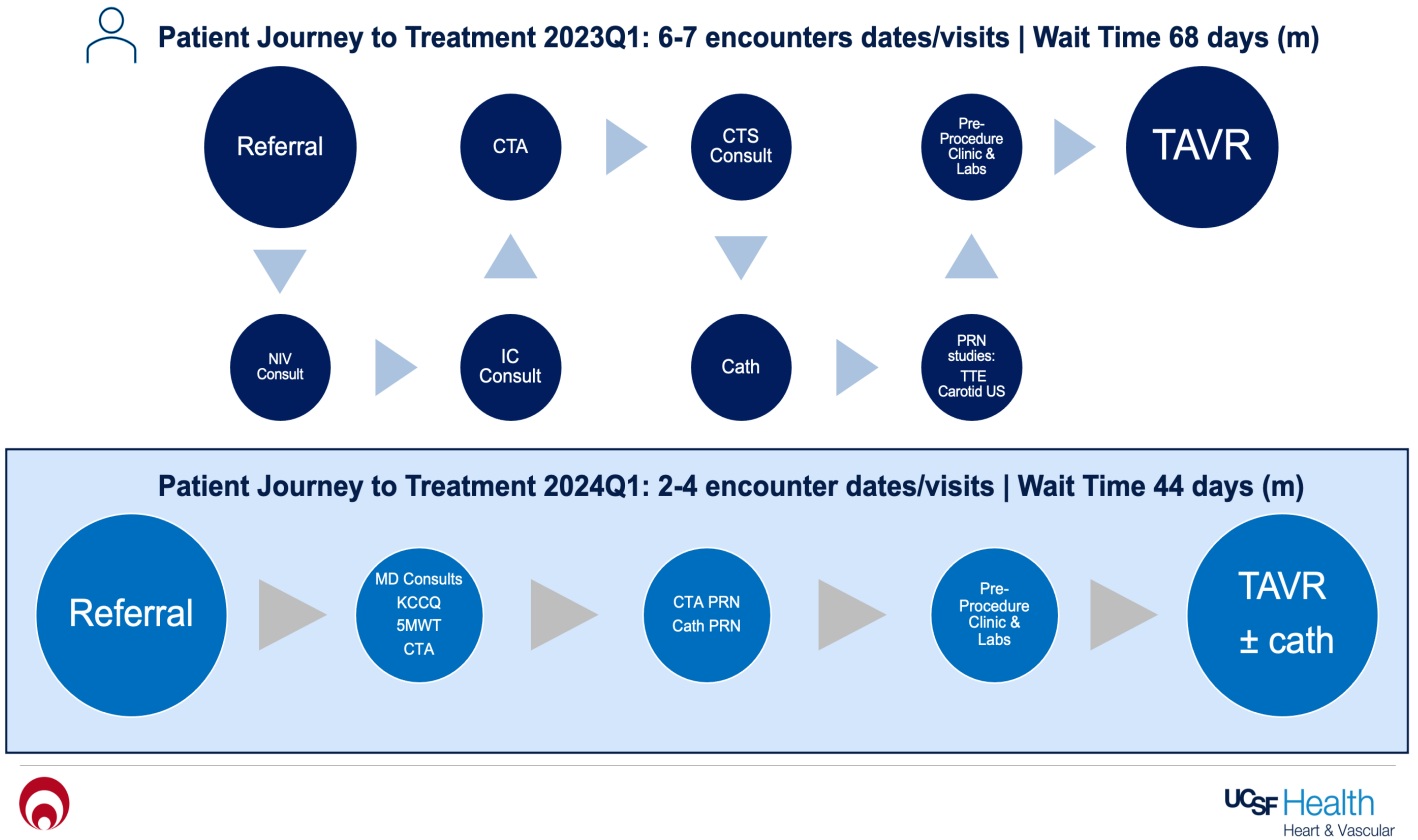 Patient Journey to Treatment 2023Q1: 6-7 encounters dates/visits | Wait Time 68 days (m)
Referral
NIV
Consult
IC
Consult
CTA
CTS
Consult
Cath
PRN
studies:
TTE
Carotid US
Pre-
Procedure
Clinic &
Labs
TAVR
Patient Journey to Treatment 2024Q1: 2-4 encounter dates/visits | Wait Time 44 days (m)
Referral
MD Consults
KCCQ
5MWT
CTA
CTA PRN
Cath PRN
Pre-
Procedure
Clinic &
Labs
TAVR
± cath
UCSF Health
Heart & Vascular